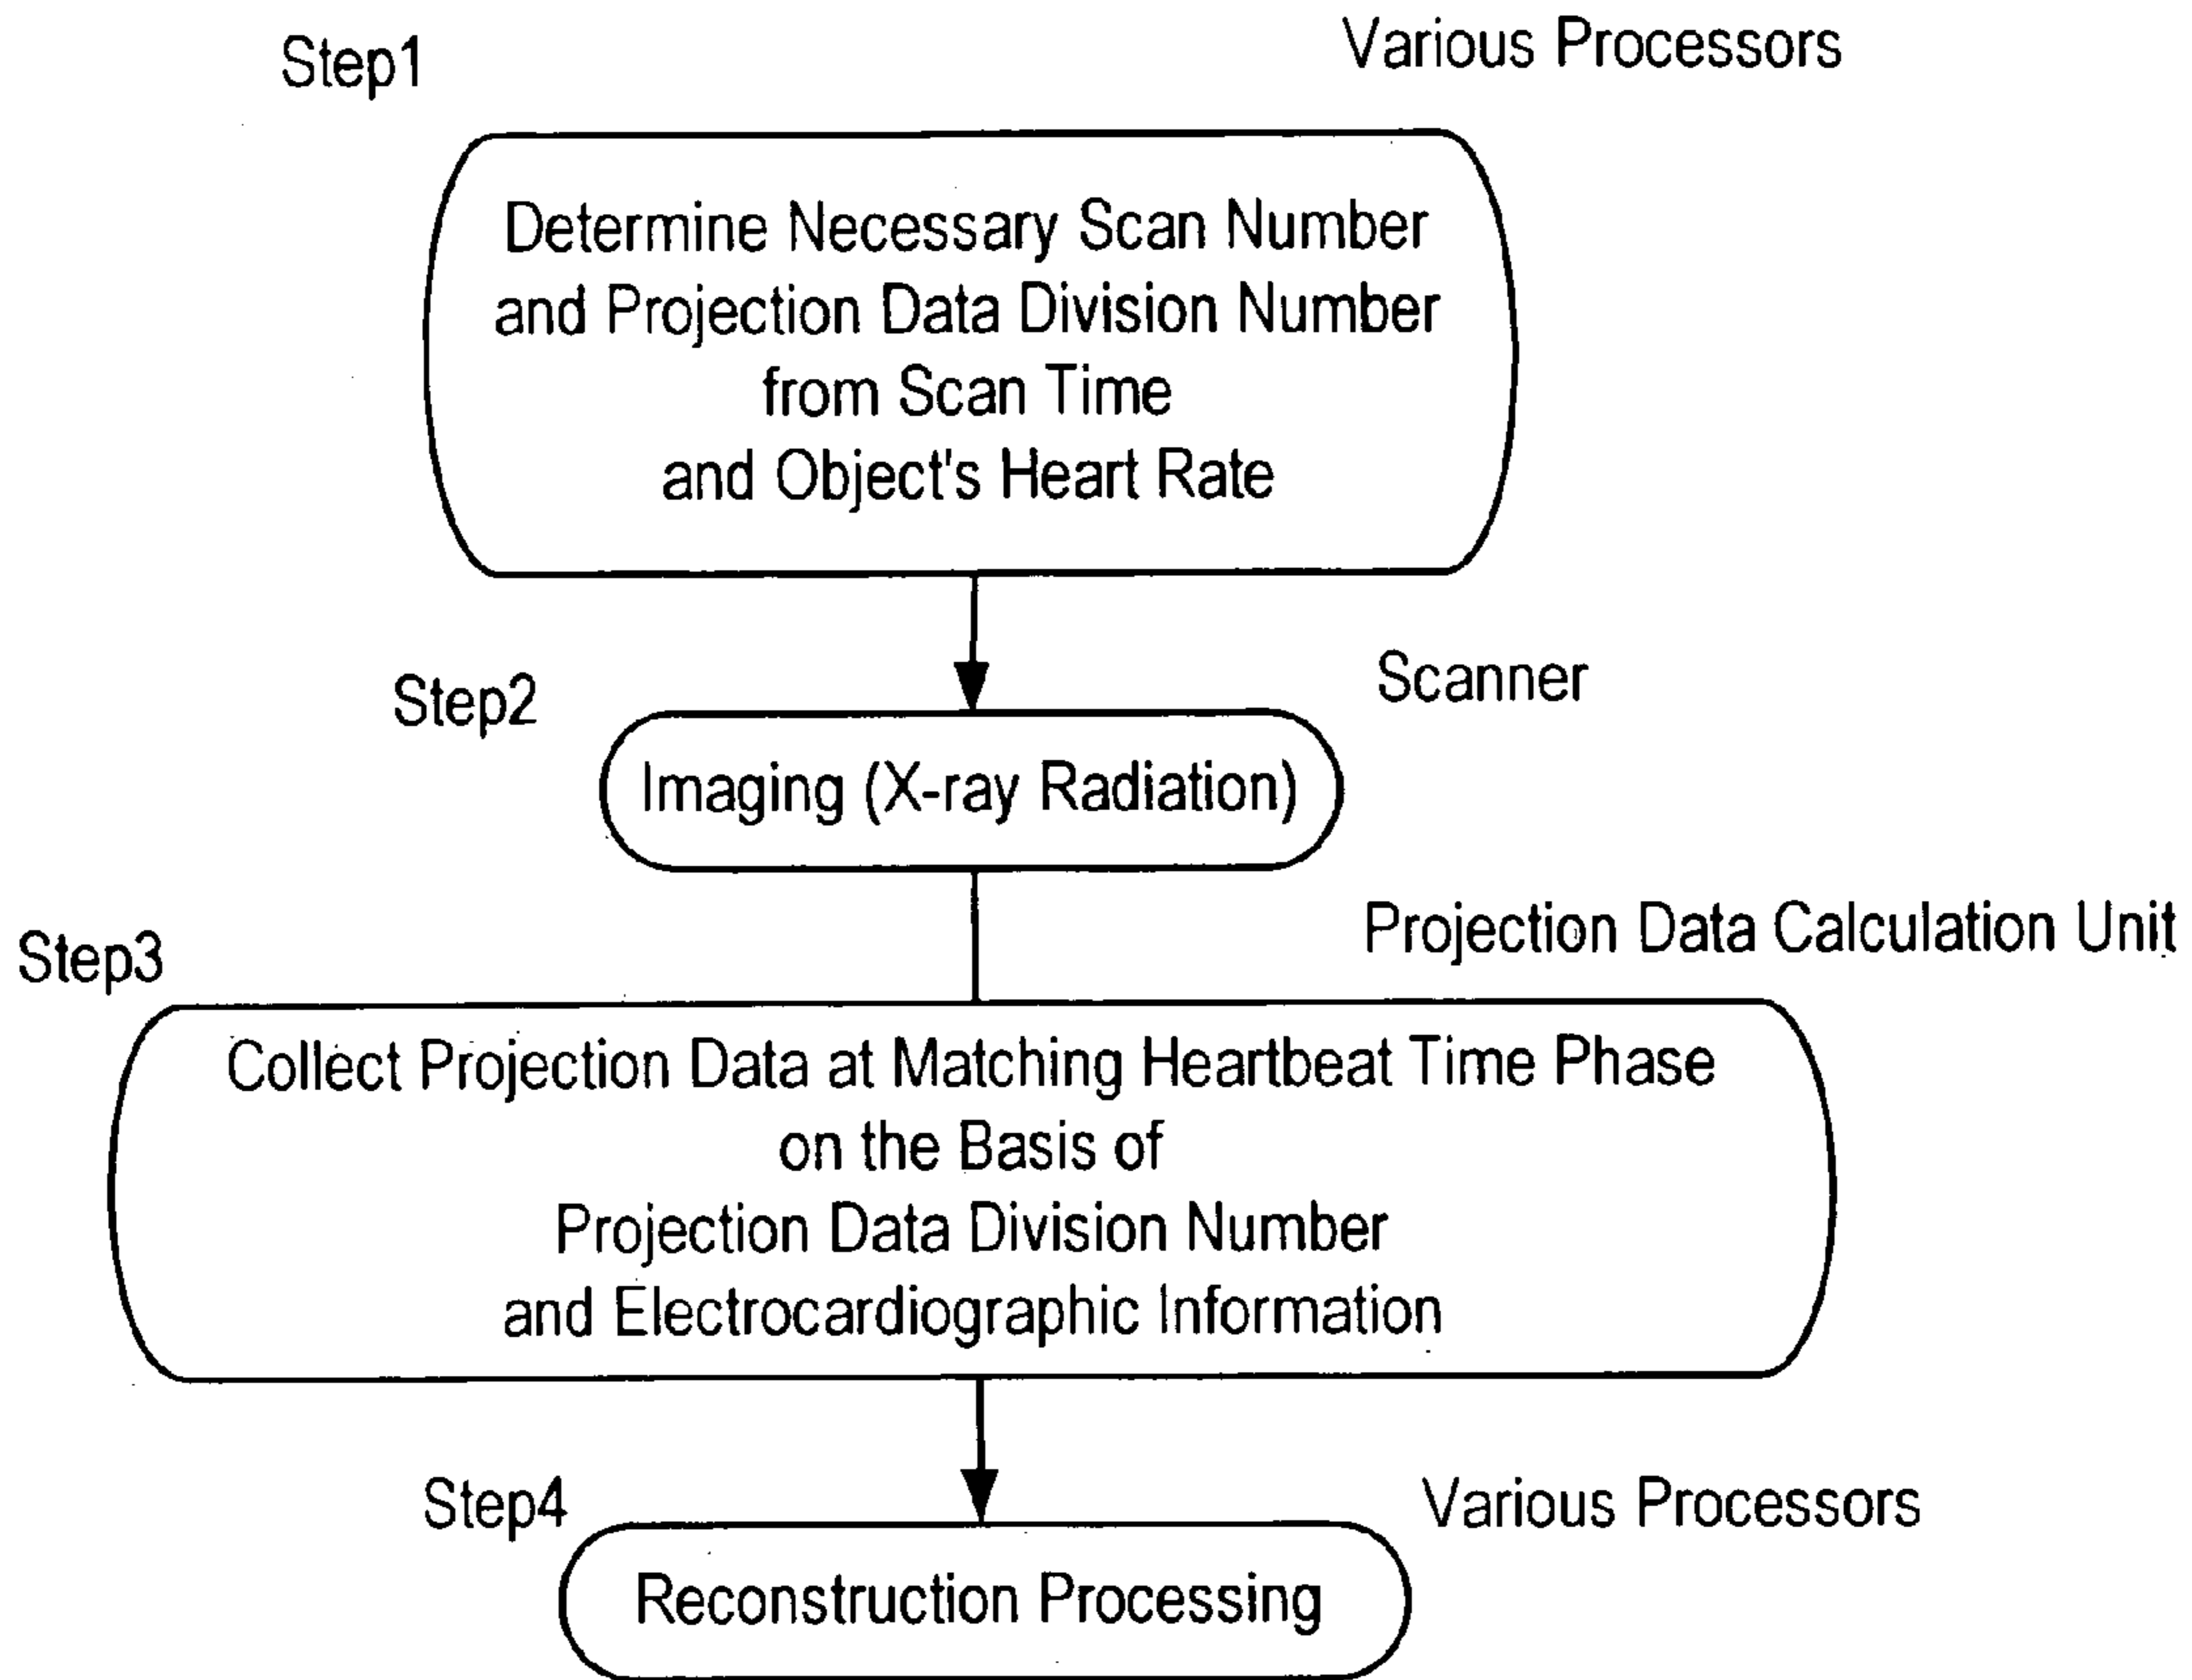 Step1
Various Processors
Determine Necessary Scan Number
and Projection Data Division Number
from Scan Time
and Object's Heart Rate
Step2
Scanner
Imaging (X-ray Radiation)
Step3
Projection Data Calculation Unit
Collect Projection Data at Matching Heartbeat Time Phase
on the Basis of
Projection Data Division Number
and Electrocardiographic Information
Step4
Various Processors
Reconstruction Processing